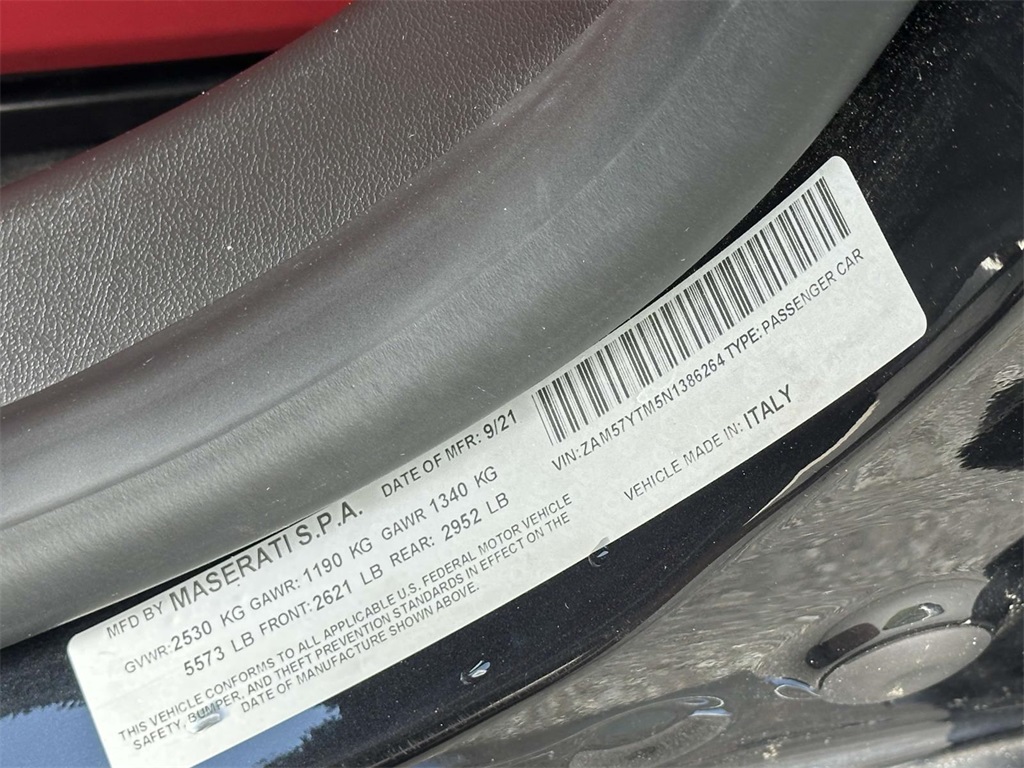 MFD BY MASERATI S.P.A. DATE OF MFR: 9/21
GVWR: 2530 KG GAWR: 1190 KG GAWR 1340 KG
5573 LB FRONT: 2621 LB REAR: 2952 LB
THIS VEHICLE CONFORMS TO ALL APPLICABLE U.S. FEDERAL MOTOR VEHICLE
SAFETY, BUMPER, AND THEFT PREVENTION STANDARDS IN EFFECT ON THE
DATE OF MANUFACTURE SHOWN ABOVE.
VIN: ZAM57YTM5N1386264 TYPE: PASSENGER CAR
VEHICLE MADE IN: ITALY